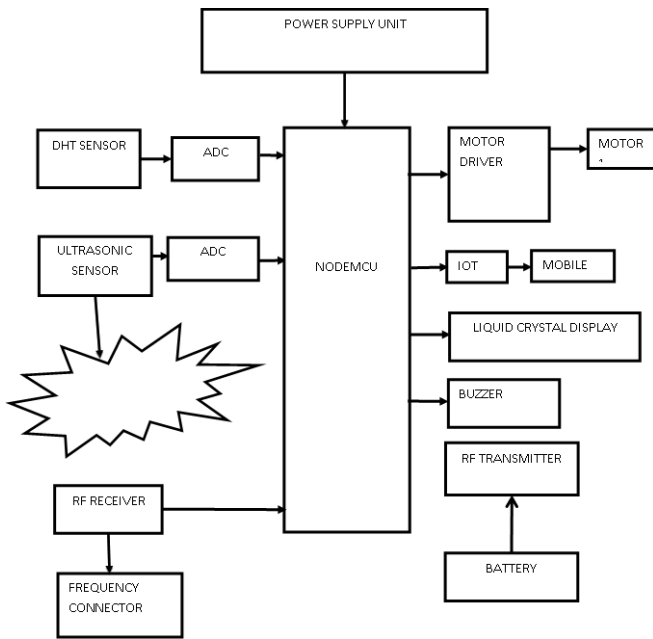 POWER SUPPLY UNIT
DHT SENSOR
ADC
MOTOR
DRIVER
MOTOR
ULTRASONIC
SENSOR
ADC
NODEMCU
IOT
MOBILE
LIQUID CRYSTAL DISPLAY
BUZZER
RF TRANSMITTER
RF RECEIVER
BATTERY
FREQUENCY
CONNECTOR